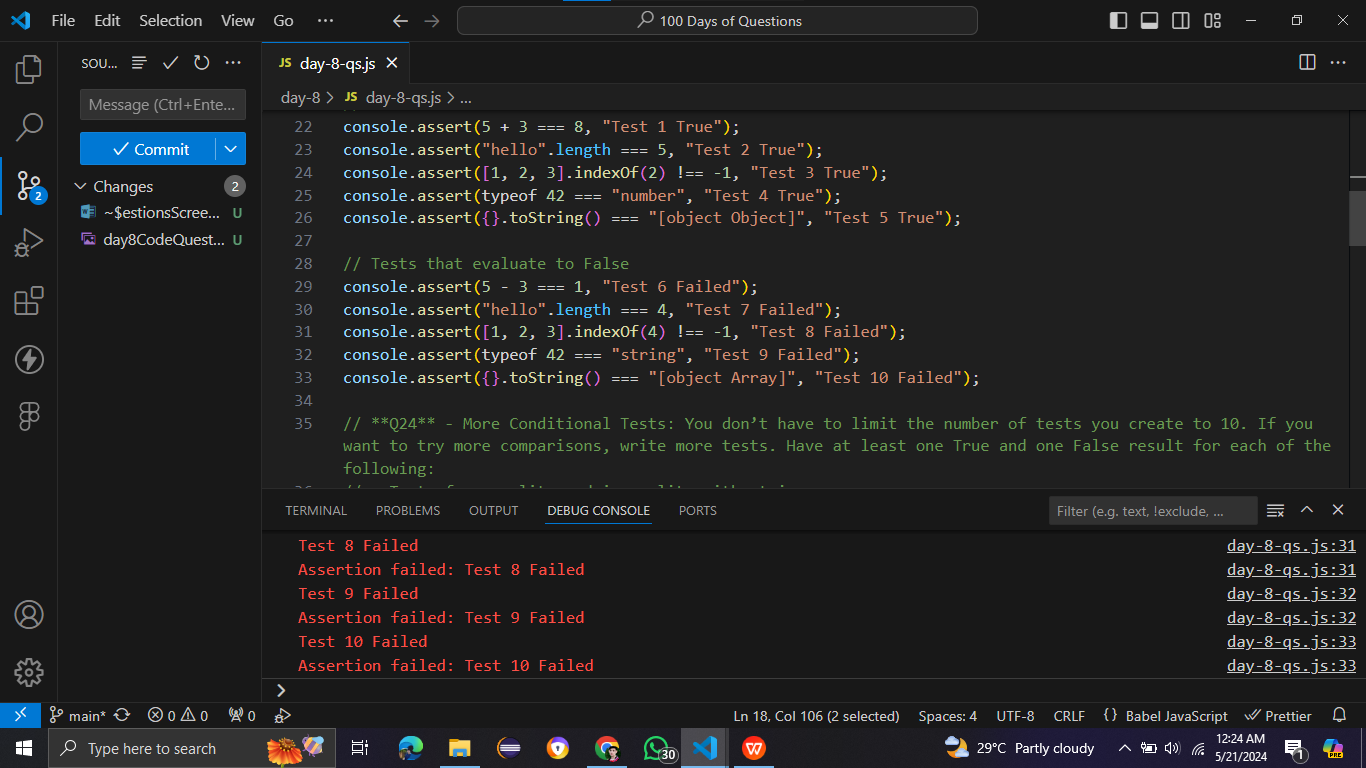 File Edit Selection View Go ··· 100 Days of Questions
SOU... JS day-8-qs.js
day-8 > JS day-8-qs.js > ...
Message (Ctrl+Ente...
Commit
Changes 2
~$estionsScree... U
day8CodeQuest... U
2
22 console.assert(5 + 3 === 8, "Test 1 True");
23 console.assert("hello".length === 5, "Test 2 True");
24 console.assert([1, 2, 3].indexOf(2) !== -1, "Test 3 True");
25 console.assert(typeof 42 === "number", "Test 4 True");
26 console.assert({}.toString() === "[object Object]", "Test 5 True");
27
28 // Tests that evaluate to False
29 console.assert(5 - 3 === 1, "Test 6 Failed");
30 console.assert("hello".length === 4, "Test 7 Failed");
31 console.assert([1, 2, 3].indexOf(4) !== -1, "Test 8 Failed");
32 console.assert(typeof 42 === "string", "Test 9 Failed");
33 console.assert({}.toString() === "[object Array]", "Test 10 Failed");
34
35 // **Q24** - More Conditional Tests: You don’t have to limit the number of tests you create to 10. If you
want to try more comparisons, write more tests. Have at least one True and one False result for each of the
following:
TERMINAL PROBLEMS OUTPUT DEBUG CONSOLE PORTS Filter (e.g. text, !exclude, ...
Test 8 Failed day-8-qs.js:31
Assertion failed: Test 8 Failed day-8-qs.js:31
Test 9 Failed day-8-qs.js:32
Assertion failed: Test 9 Failed day-8-qs.js:32
Test 10 Failed day-8-qs.js:33
Assertion failed: Test 10 Failed day-8-qs.js:33
>
main* 0 0 0 Ln 18, Col 106 (2 selected) Spaces: 4 UTF-8 CRLF {} Babel JavaScript Prettier
Type here to search 30 29°C Partly cloudy 12:24 AM
5/21/2024 1 PRE